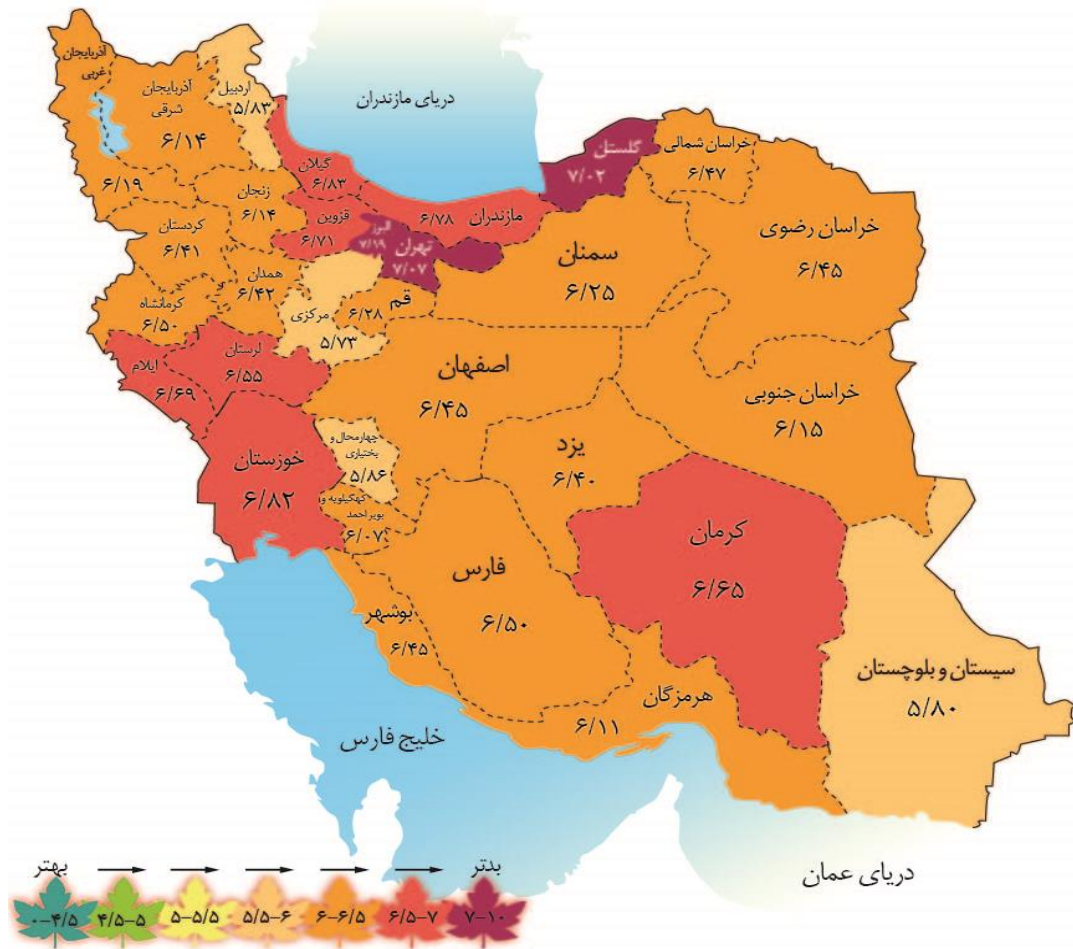 دریای مازندران
آذربایجان
غربی
۶/۱۹
آذربایجان
شرقی
۶/۱۴
اردبیل
۵/۸۳
گیلان
۶/۸۳
مازندران
۶/۷۸
گلستان
۷/۰۲
خراسان شمالی
۶/۴۷
خراسان رضوی
۶/۴۵
زنجان
۶/۱۴
قزوین
۶/۷۱
البرز
۷/۱۹
تهران
۷/۰۷
سمنان
۶/۲۵
کردستان
۶/۴۱
همدان
۶/۴۲
مرکزی
۵/۷۳
قم
۶/۲۸
کرمانشاه
۶/۵۰
لرستان
۶/۵۵
ایلام
۶/۶۹
اصفهان
۶/۴۵
خراسان جنوبی
۶/۱۵
خوزستان
۶/۸۲
چهارمحال و
بختیاری
۵/۸۶
یزد
۶/۴۰
کهکیلویه و
بویر احمد
۶/۰۷
کرمان
۶/۶۵
فارس
۶/۵۰
بوشهر
۶/۴۵
هرمزگان
۶/۱۱
سیستان و بلوچستان
۵/۸۰
خلیج فارس
دریای عمان
بهتر
بدتر
۰-۴/۵
۴/۵-۵
۵-۵/۵
۵/۵-۶
۶-۶/۵
۶/۵-۷
۷-۱۰